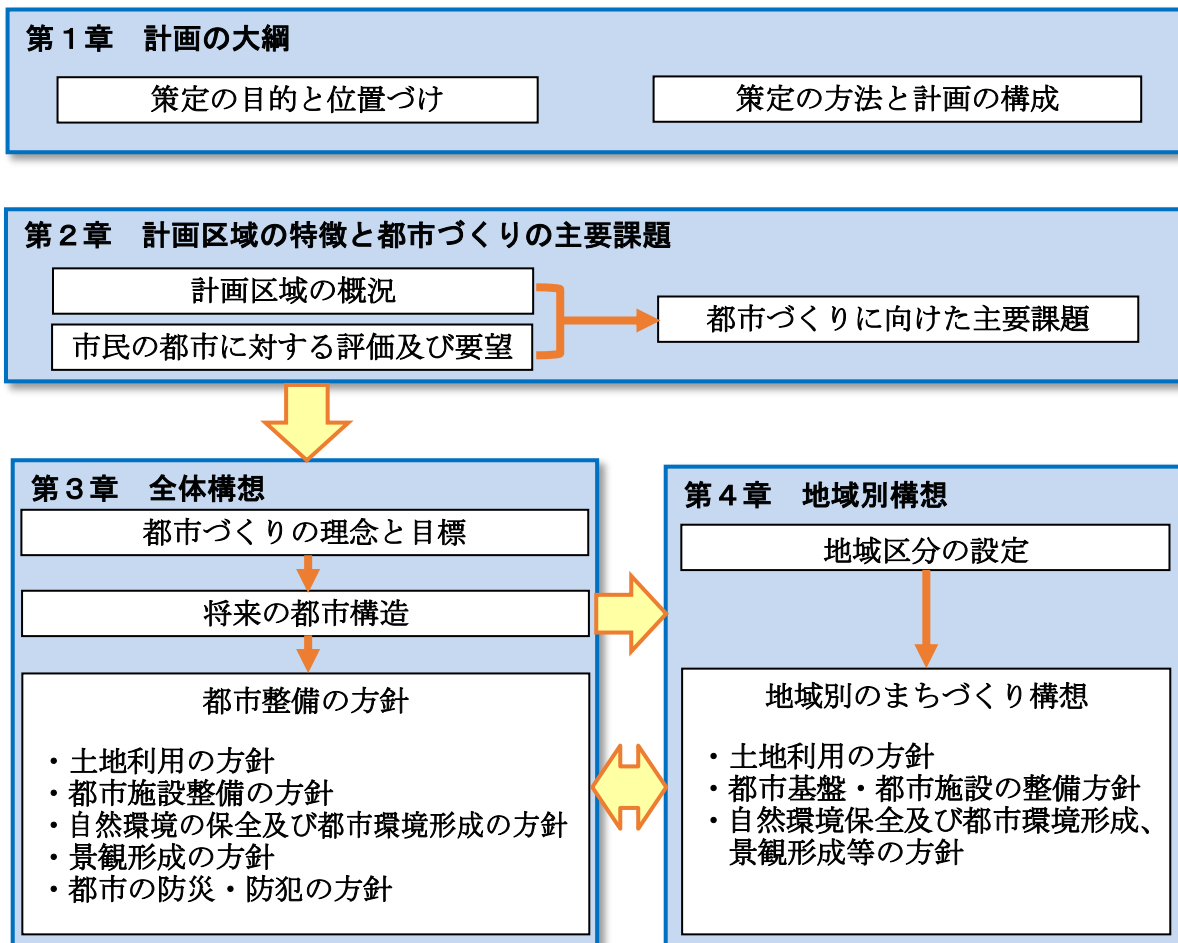 第１章　計画の大綱
策定の目的と位置づけ
策定の方法と計画の構成
第２章　計画区域の特徴と都市づくりの主要課題
計画区域の概況
市民の都市に対する評価及び要望
都市づくりに向けた主要課題
第３章　全体構想
都市づくりの理念と目標
将来の都市構造
都市整備の方針
・土地利用の方針
・都市施設整備の方針
・自然環境の保全及び都市環境形成の方針
・景観形成の方針
・都市の防災・防犯の方針
第４章　地域別構想
地域区分の設定
地域別のまちづくり構想
・土地利用の方針
・都市基盤・都市施設の整備方針
・自然環境保全及び都市環境形成、
景観形成等の方針